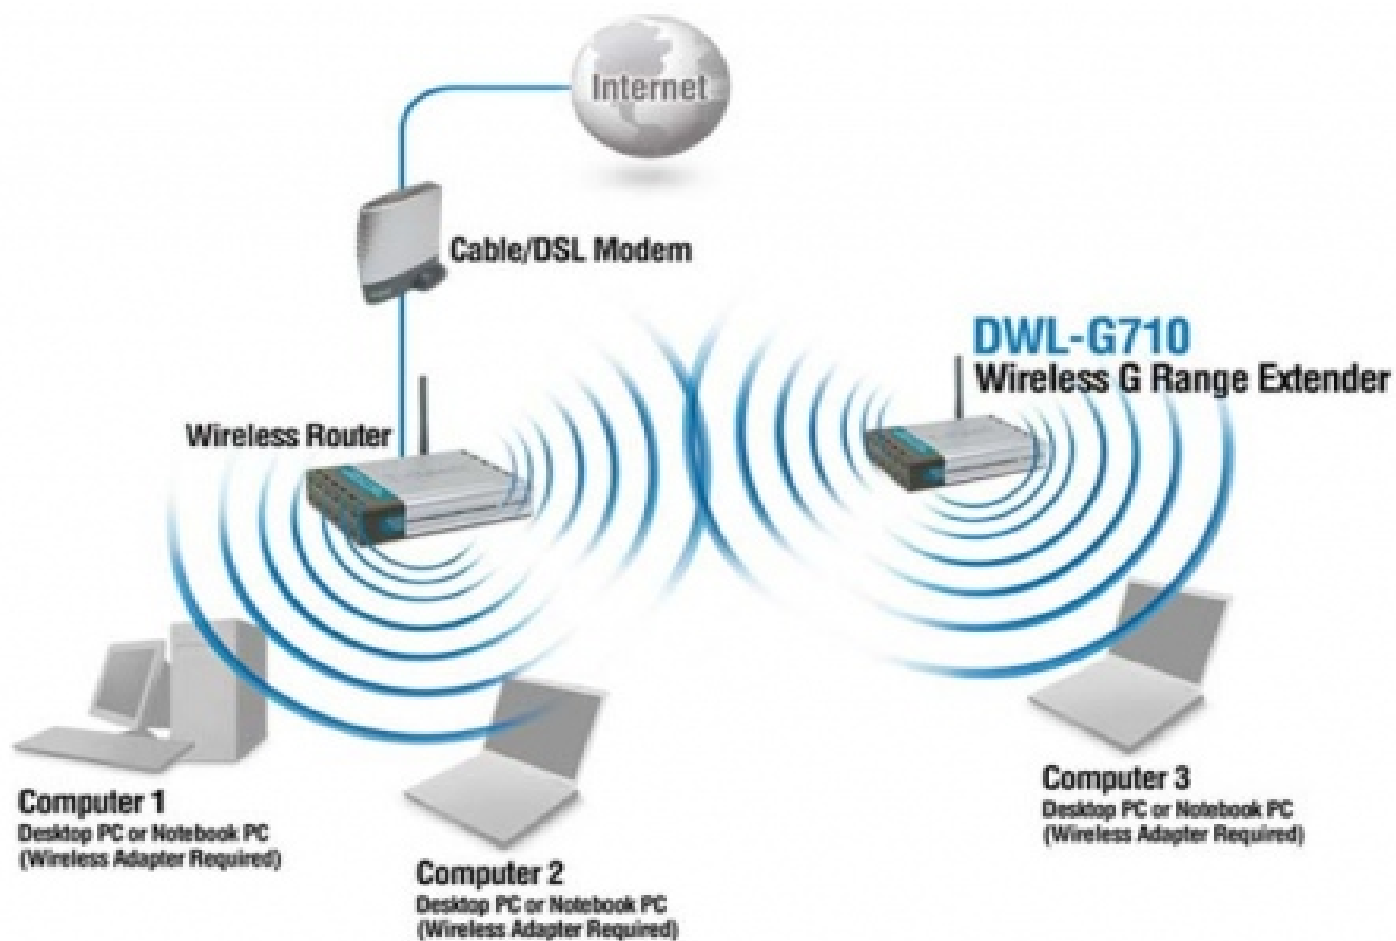 Internet
Cable/DSL Modem
DWL-G710
Wireless G Range Extender
Wireless Router
Computer 1
Desktop PC or Notebook PC
(Wireless Adapter Required)
Computer 2
Desktop PC or Notebook PC
(Wireless Adapter Required)
Computer 3
Desktop PC or Notebook PC
(Wireless Adapter Required)